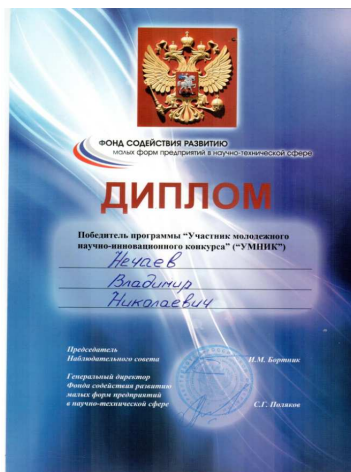 ФОНД СОДЕЙСТВИЯ РАЗВИТИЮ
малых форм предприятий в научно-технической сфере
ДИПЛОМ
Победитель программы "Участник молодежного
научно-инновационного конкурса" ("УМНИК")
Нечаев
Владимир
Николаевич
Председатель
Наблюдательного совета
И.М. Бортник
Генеральный директор
Фонда содействия развитию
малых форм предприятий
в научно-технической сфере
С.Г. Поляков